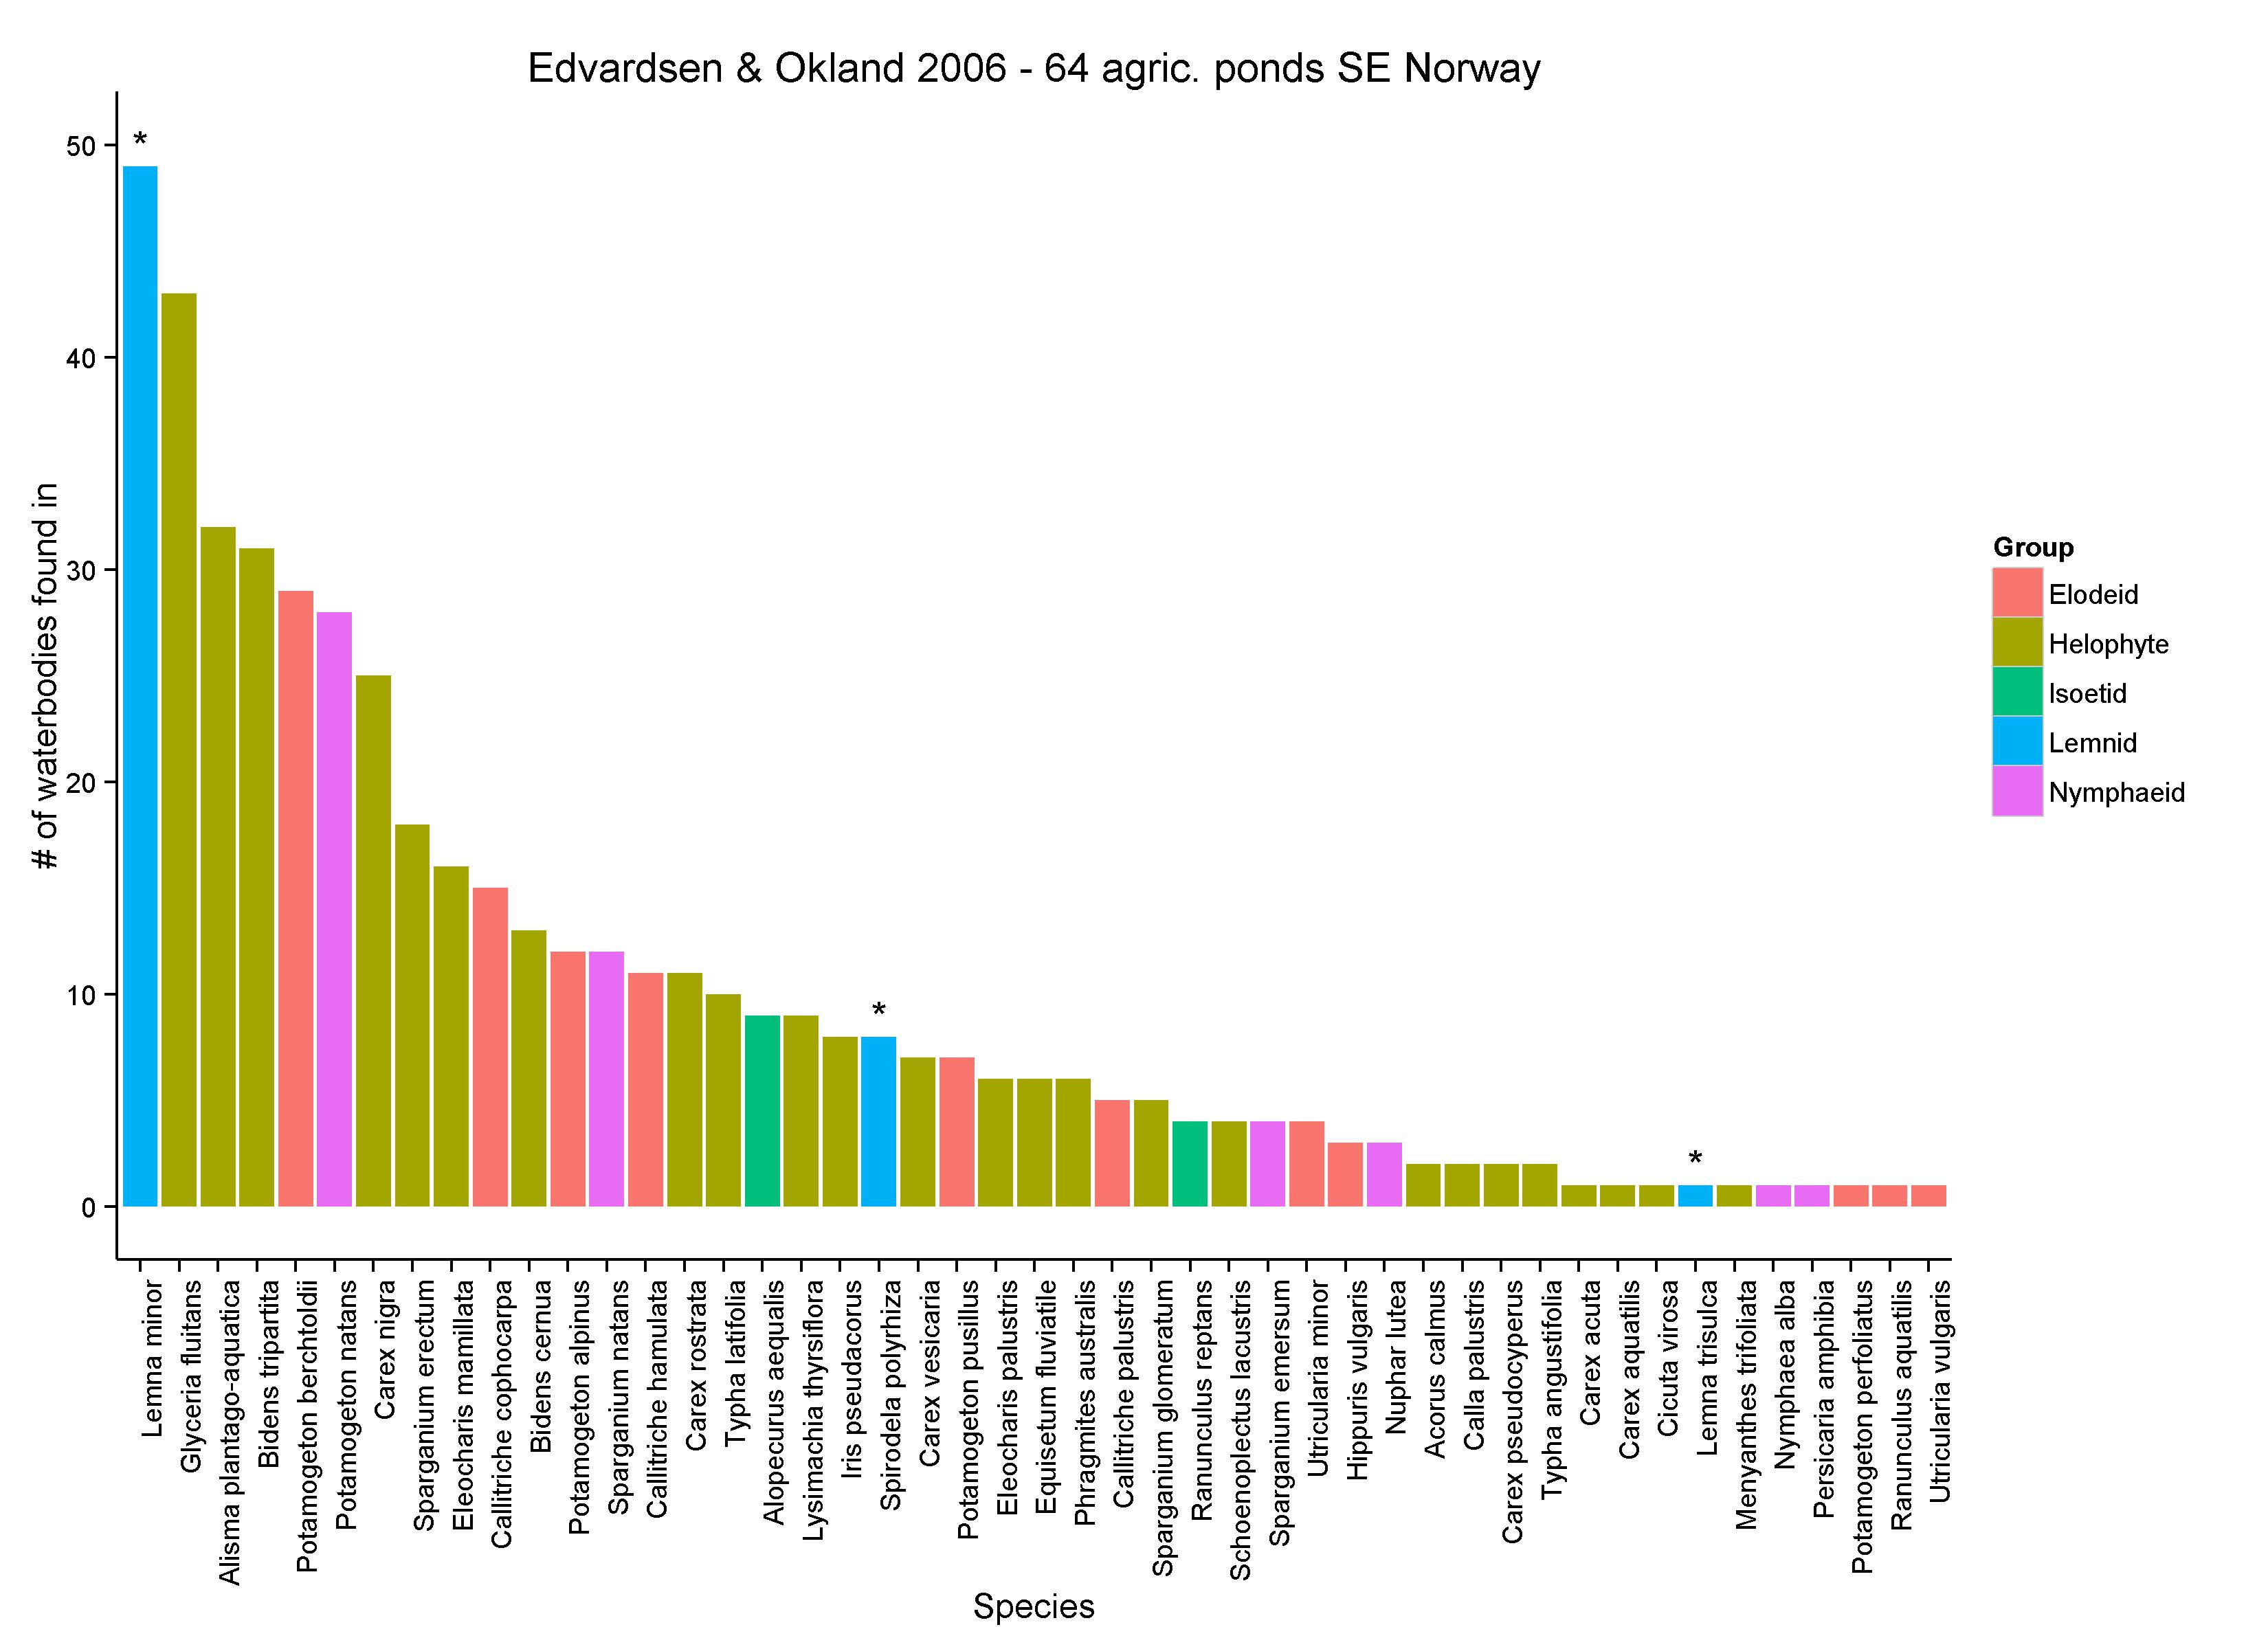 Edvardsen & Okland 2006 - 64 agric. ponds SE Norway
# of waterbodies found in
50
40
30
20
10
0
*
*
*
Lemna minor
Glyceria fluitans
Alisma plantago-aquatica
Bidens tripartita
Potamogeton berchtoldii
Potamogeton natans
Carex nigra
Sparganium erectum
Eleocharis mamillata
Callitriche cophocarpa
Bidens cernua
Potamogeton alpinus
Sparganium natans
Callitriche hamulata
Carex rostrata
Typha latifolia
Alopecurus aequalis
Lysimachia thyrsiflora
Iris pseudacorus
Spirodela polyrhiza
Carex vesicaria
Potamogeton pusillus
Eleocharis palustris
Equisetum fluviatile
Phragmites australis
Callitriche palustris
Sparganium glomeratum
Ranunculus reptans
Schoenoplectus lacustris
Sparganium emersum
Utricularia minor
Hippuris vulgaris
Nuphar lutea
Acorus calmus
Calla palustris
Carex pseudocyperus
Typha angustifolia
Carex acuta
Carex aquatilis
Cicuta virosa
Lemna trisulca
Menyanthes trifoliata
Nymphaea alba
Persicaria amphibia
Potamogeton perfoliatus
Ranunculus aquatilis
Utricularia vulgaris
Species
Group
Elodeid
Helophyte
Isoetid
Lemnid
Nymphaeid